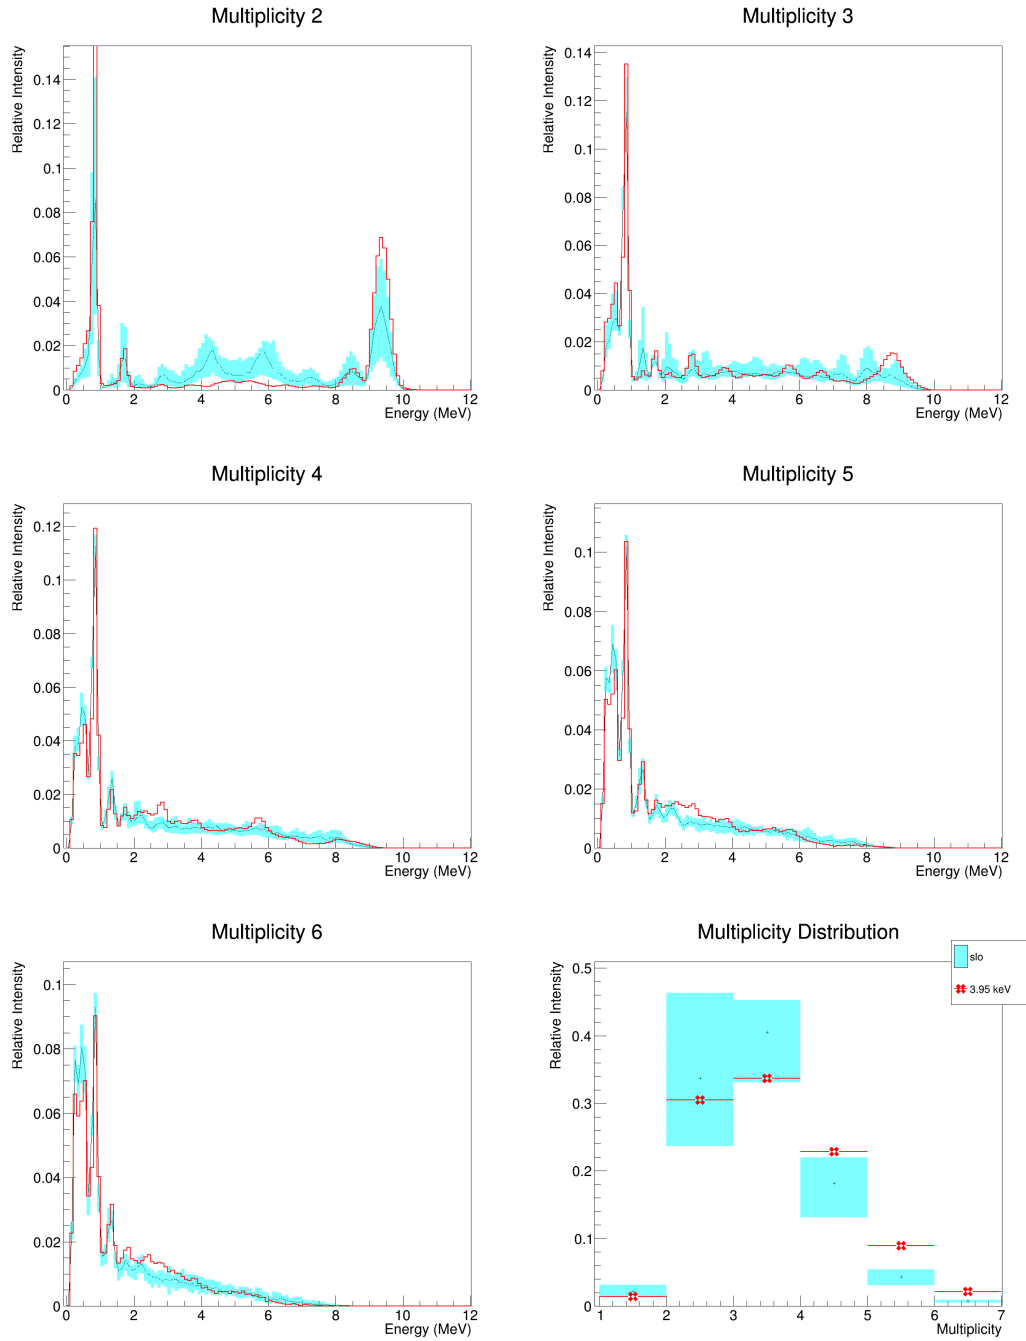 Multiplicity 2
Relative Intensity
0.14
0.12
0.1
0.08
0.06
0.04
0.02
0
0 2 4 6 8 10 12
Energy (MeV)
Multiplicity 3
Relative Intensity
0.14
0.12
0.1
0.08
0.06
0.04
0.02
0
0 2 4 6 8 10 12
Energy (MeV)
Multiplicity 4
Relative Intensity
0.12
0.1
0.08
0.06
0.04
0.02
0
0 2 4 6 8 10 12
Energy (MeV)
Multiplicity 5
Relative Intensity
0.1
0.08
0.06
0.04
0.02
0
0 2 4 6 8 10 12
Energy (MeV)
Multiplicity 6
Relative Intensity
0.1
0.08
0.06
0.04
0.02
0
0 2 4 6 8 10 12
Energy (MeV)
Multiplicity Distribution
Relative Intensity
0.5
0.4
0.3
0.2
0.1
0
1 2 3 4 5 6 7
Multiplicity
slo
3.95 keV